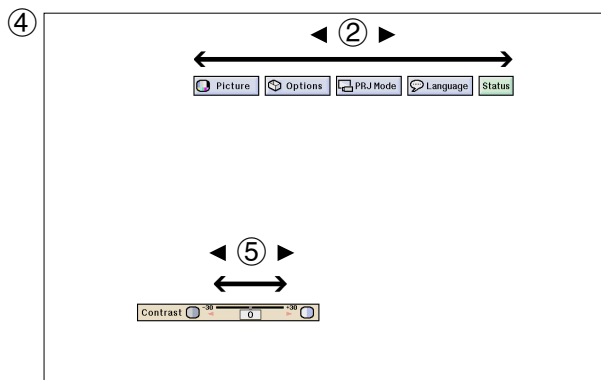 ④
◄ ② ►
Picture Options PRJ Mode Language Status
◄ ⑤ ►
Contrast -30 0 +30